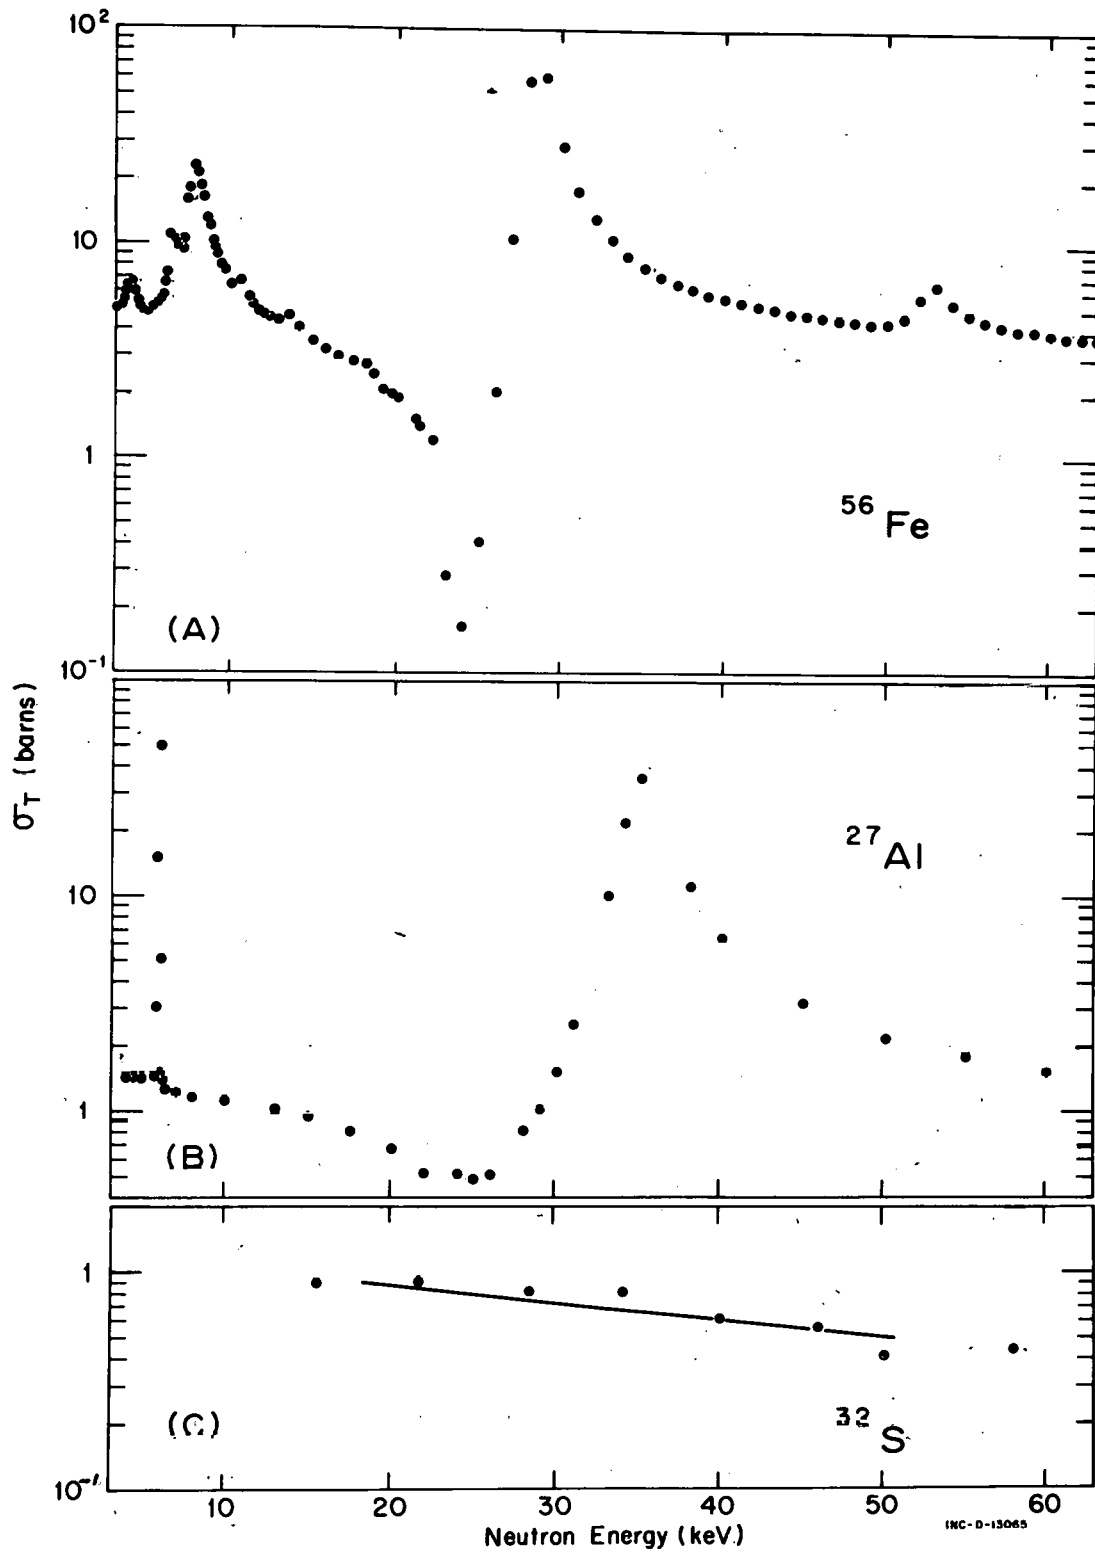 10²
10
1
10⁻¹
⁵⁶Fe
(A)
σT (barns)
10
1
²⁷Al
(B)
1
10⁻¹
³²S
(C)
10 20 30 40 50 60
Neutron Energy (keV)
INC-D-13065